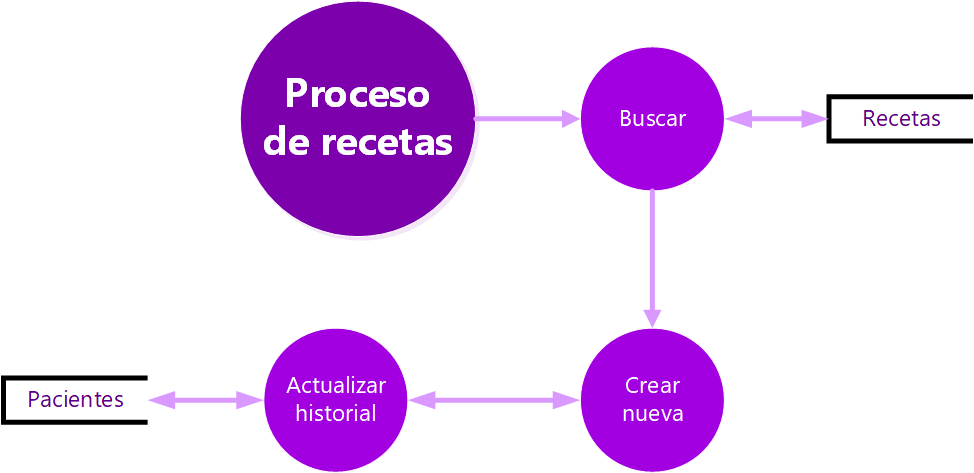 Proceso
de recetas
Buscar
Recetas
Pacientes
Actualizar
historial
Crear
nueva